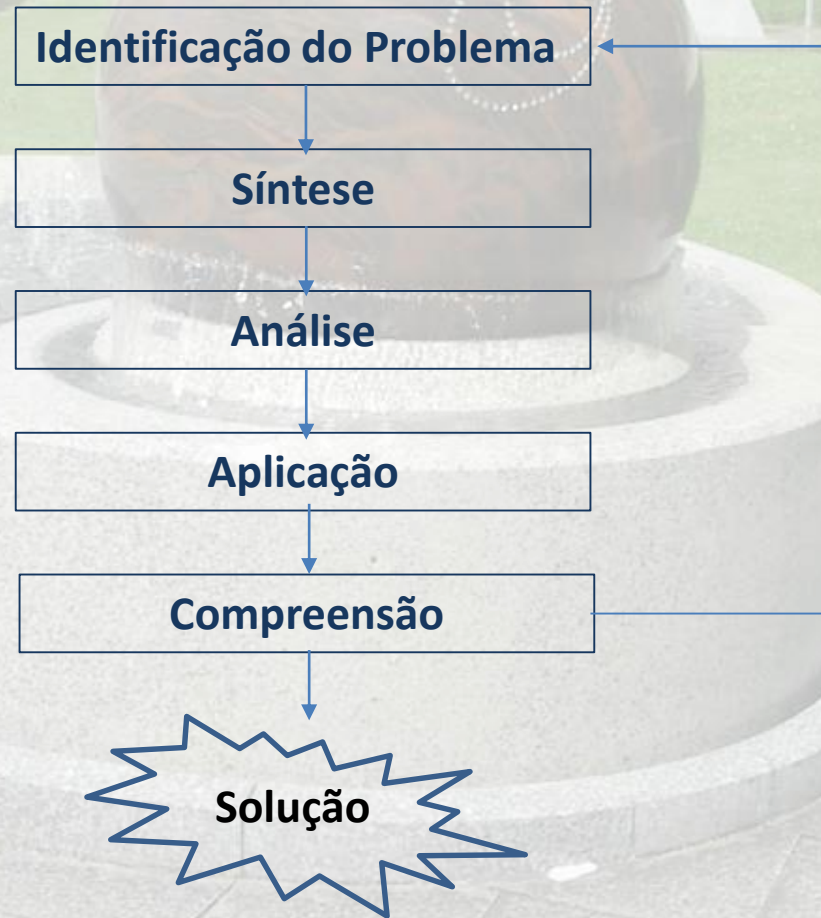 Identificação do Problema
Síntese
Análise
Aplicação
Compreensão
Solução